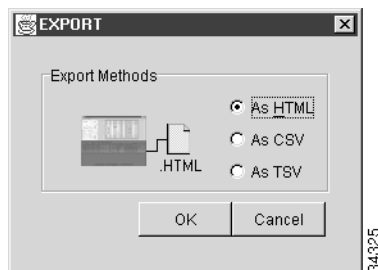 EXPORT
Export Methods
As HTML
As CSV
.HTML
As TSV
OK Cancel
34325